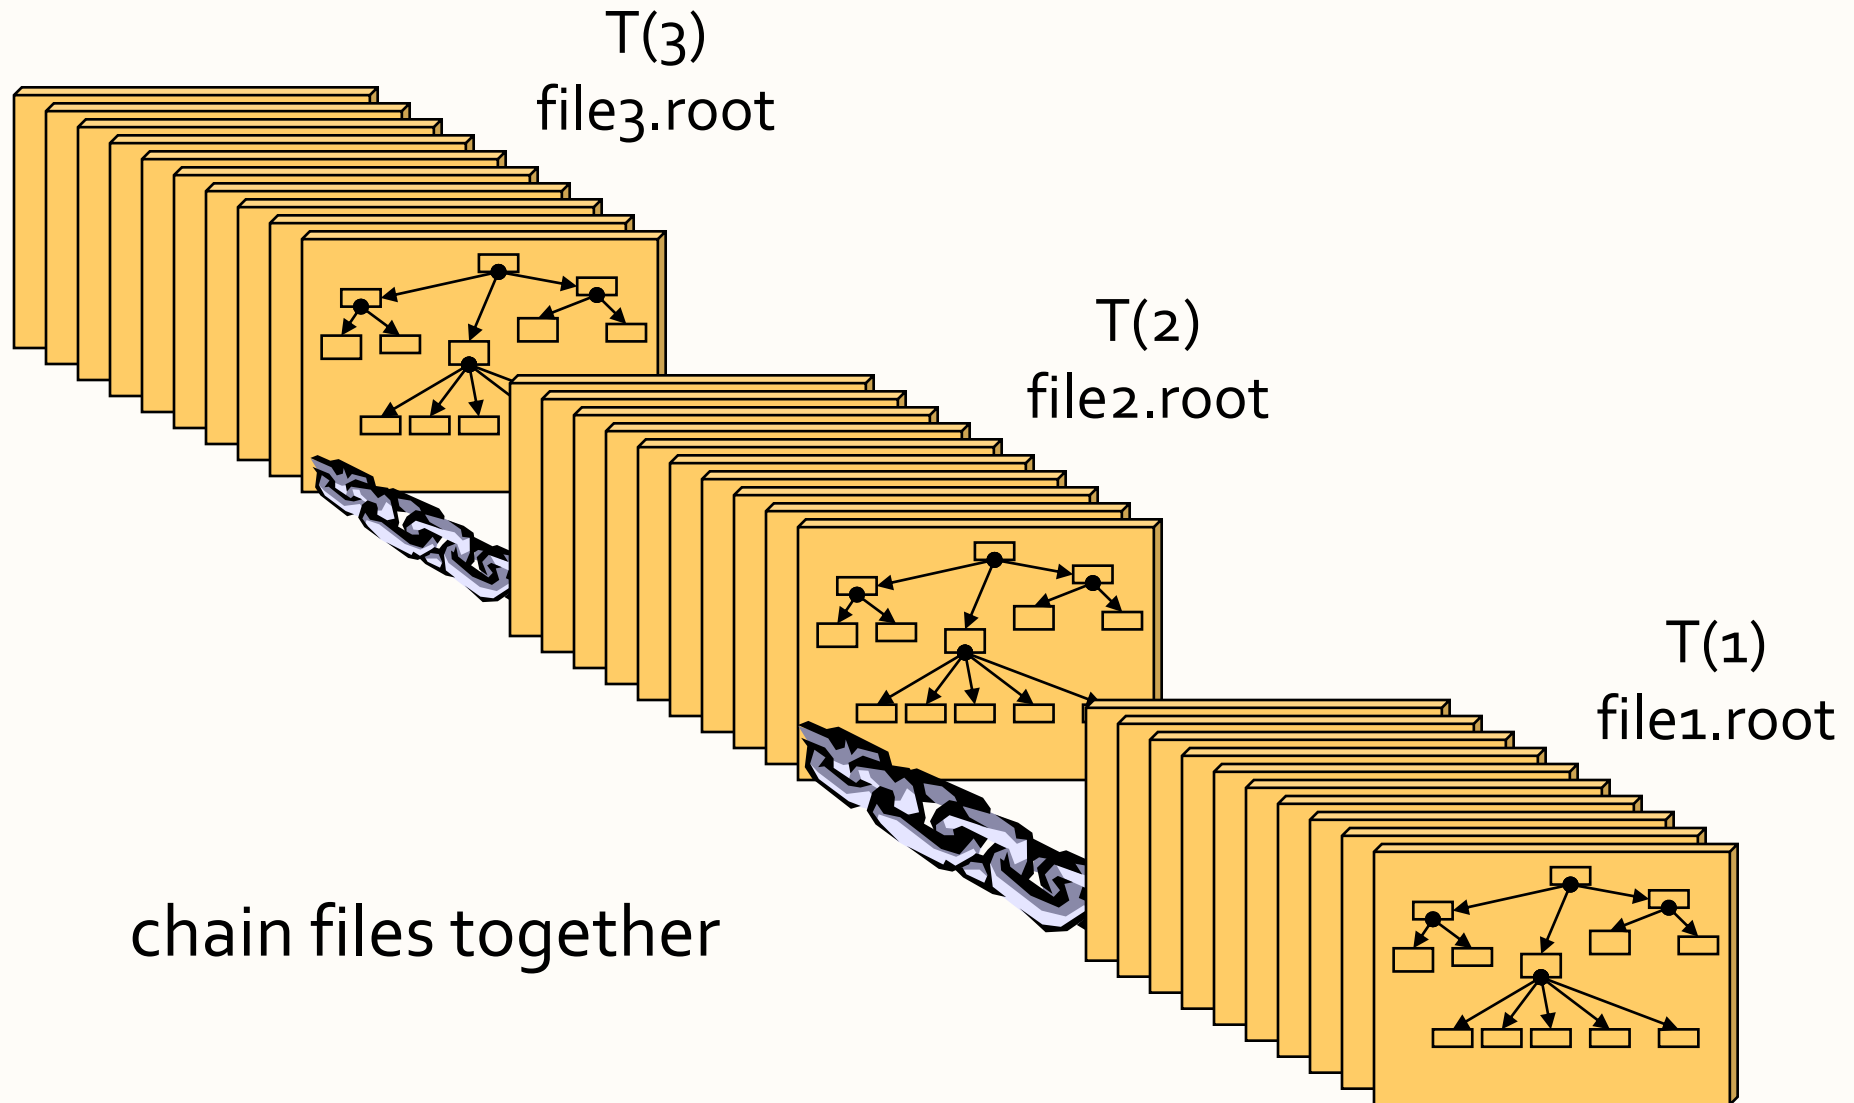 T(3)
file3.root
T(2)
file2.root
T(1)
file1.root
chain files together